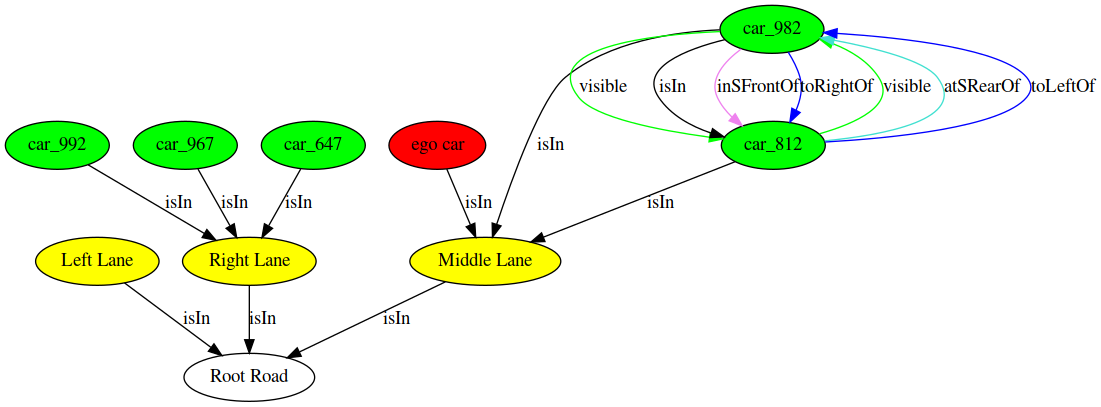 car_982
visible
isIn
inSFrontOf
toRightOf
visible
atSRearOf
toLeftOf
car_992
car_967
car_647
ego car
isIn
car_812
isIn
isIn
isIn
isIn
isIn
Left Lane
Right Lane
Middle Lane
isIn
isIn
isIn
Root Road